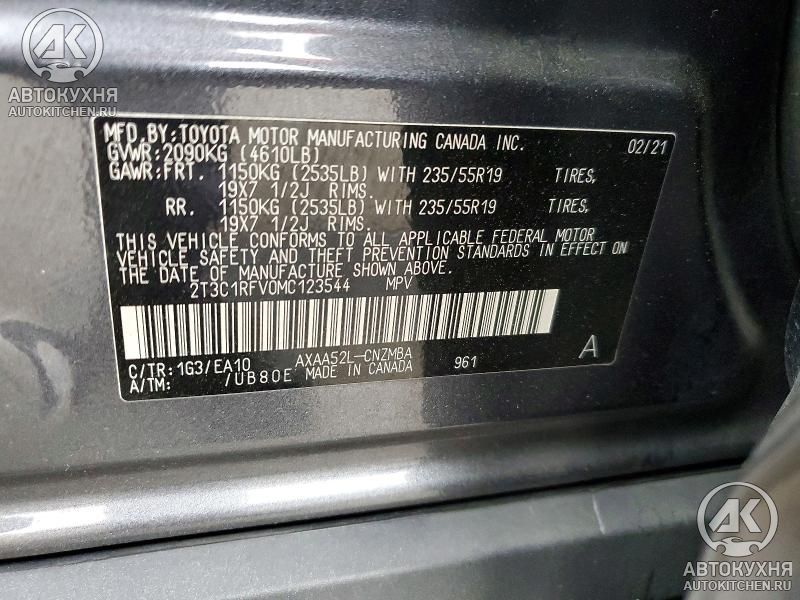 АК
АВТОКУХНЯ
AUTOKITCHEN.RU
MFD.BY:TOYOTA MOTOR MANUFACTURING CANADA INC. 02/21
GVWR:2090KG (4610LB)
GAWR:FRT. 1150KG (2535LB) WITH 235/55R19 TIRES,
19X7 1/2J RIMS.
RR. 1150KG (2535LB) WITH 235/55R19 TIRES,
19X7 1/2J RIMS.
THIS VEHICLE CONFORMS TO ALL APPLICABLE FEDERAL MOTOR
VEHICLE SAFETY AND THEFT PREVENTION STANDARDS IN EFFECT ON
THE DATE OF MANUFACTURE SHOWN ABOVE.
2T3C1RFV0MC123544 MPV
A
C/TR:1G3/EA10 AXAA52L-CNZMBA 961
A/TM: /UB80E MADE IN CANADA
АК
АВТОКУХНЯ
AUTOKITCHEN.RU